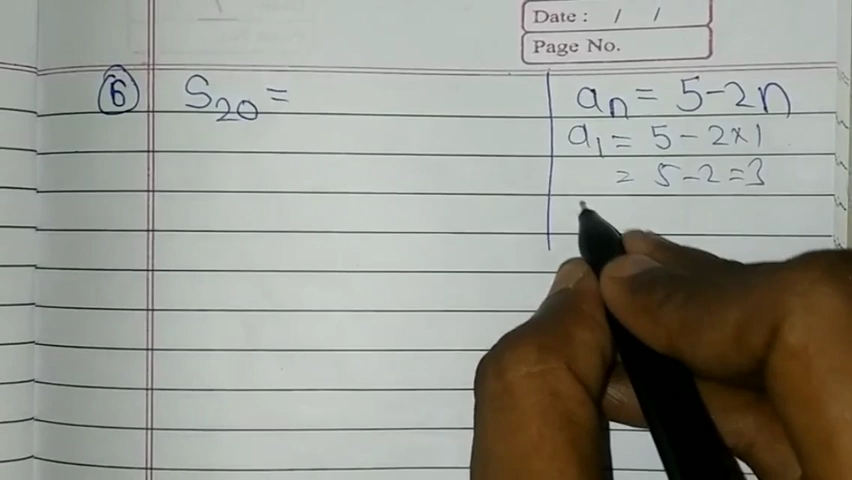 Date : / /
Page No.
6 S₂₀ =
aₙ = 5-2n
a₁ = 5-2×1
= 5-2=3